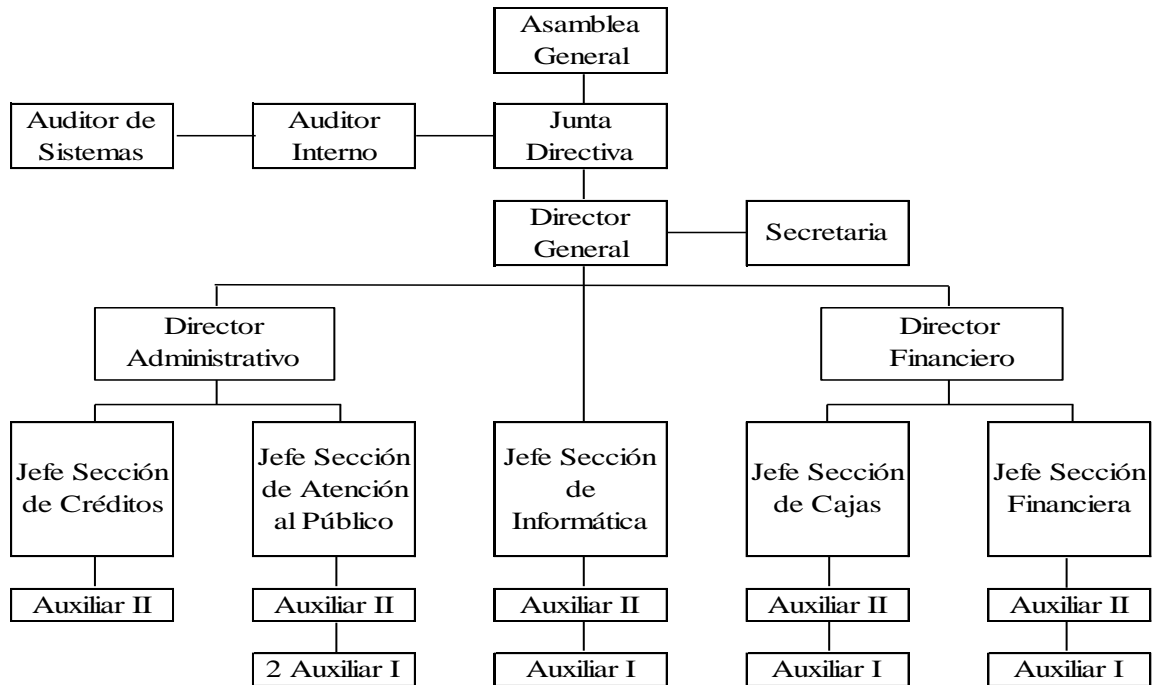 Asamblea
General
Auditor de
Sistemas
Auditor
Interno
Junta
Directiva
Director
General
Secretaria
Director
Administrativo
Director
Financiero
Jefe Sección
de Créditos
Jefe Sección
de Atención
al Público
Jefe Sección
de
Informática
Jefe Sección
de Cajas
Jefe Sección
Financiera
Auxiliar II
Auxiliar II
Auxiliar II
Auxiliar II
Auxiliar II
2 Auxiliar I
Auxiliar I
Auxiliar I
Auxiliar I